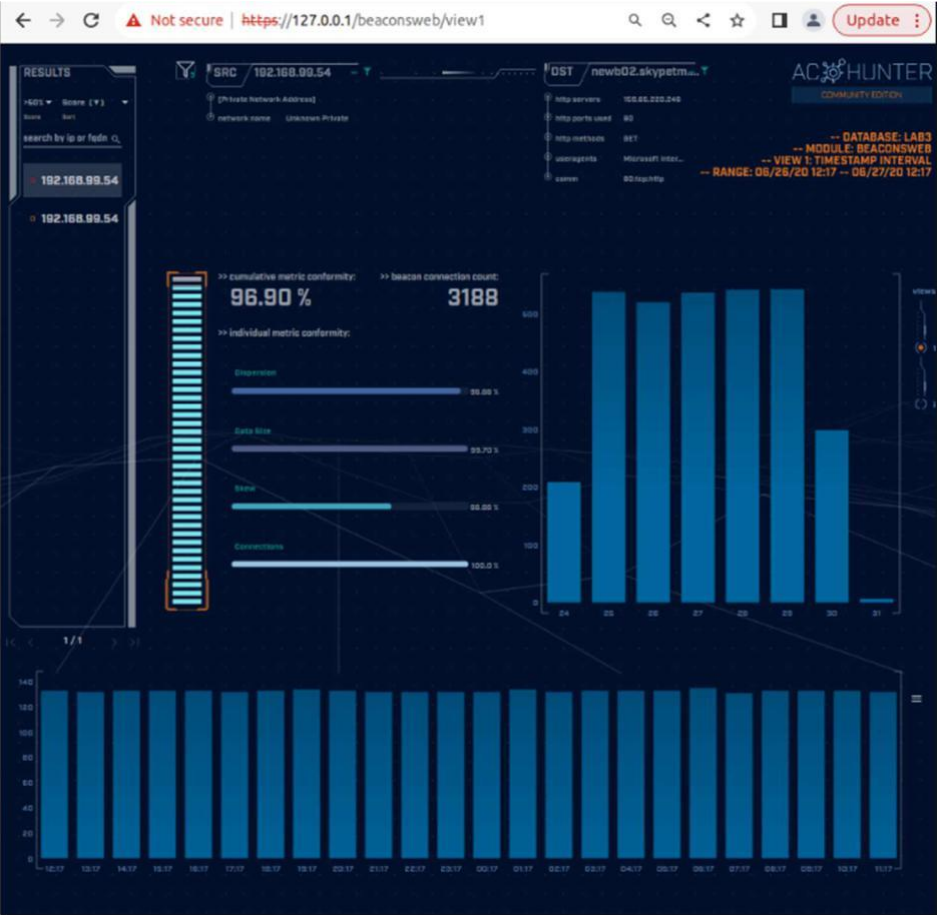 Not secure | https://127.0.0.1/beaconsweb/view1
Update
RESULTS
>50% Score (▼)
Score Sort
search by ip or fqdn
192.168.99.54
192.168.99.54
1/1
SRC 192.168.99.54
[Private Network Address]
network name Unknown Private
DST newb02.skypetm...
http servers
http ports used 80
http methods GET
useragents Microsoft Inter...
conn 80:tcp:http
AC HUNTER
COMMUNITY EDITION
-- DATABASE: LAB3
-- MODULE: BEACONSWEB
-- VIEW 1: TIMESTAMP INTERVAL
-- RANGE: 06/26/20 12:17 -- 06/27/20 12:17
>> cumulative metric conformity:
96.90 %
>> beacon connection count:
3188
>> individual metric conformity:
Dispersion
Data Size
99.70 %
Skew
Connections
100.0 %
VIEWS
500
400
300
200
100
0
24 25 26 27 28 29 30 31
140
120
100
80
60
40
20
0
12:17 13:17 14:17 15:17 16:17 17:17 18:17 19:17 20:17 21:17 22:17 23:17 00:17 01:17 02:17 03:17 04:17 05:17 06:17 07:17 08:17 09:17 10:17 11:17